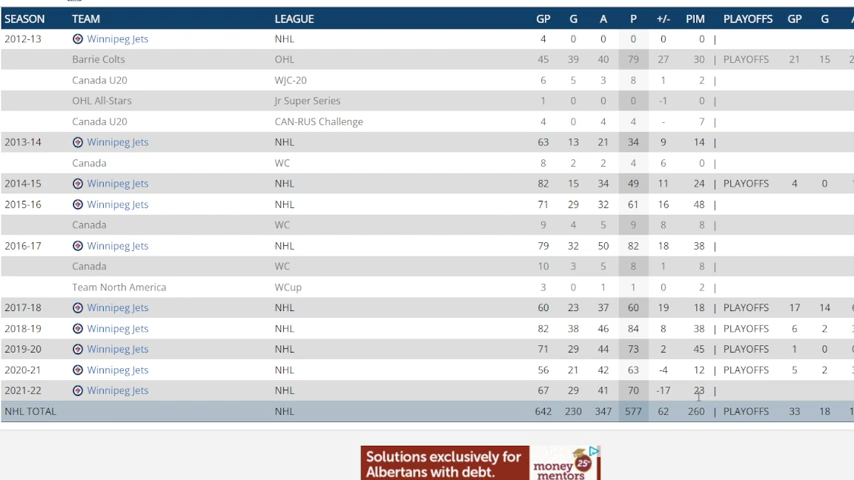 SEASON TEAM LEAGUE GP G A P +/- PIM PLAYOFFS GP G A
2012-13 Winnipeg Jets NHL 4 0 0 0 0 0 |
Barrie Colts OHL 45 39 40 79 27 30 | PLAYOFFS 21 15 2
Canada U20 WJC-20 6 5 3 8 1 2 |
OHL All-Stars Jr Super Series 1 0 0 0 -1 0 |
Canada U20 CAN-RUS Challenge 4 0 4 4 - 7 |
2013-14 Winnipeg Jets NHL 63 13 21 34 9 14 |
Canada WC 8 2 2 4 6 0 |
2014-15 Winnipeg Jets NHL 82 15 34 49 11 24 | PLAYOFFS 4 0
2015-16 Winnipeg Jets NHL 71 29 32 61 16 48 |
Canada WC 9 4 5 9 8 8 |
2016-17 Winnipeg Jets NHL 79 32 50 82 18 38 |
Canada WC 10 3 5 8 1 8 |
Team North America WCup 3 0 1 1 0 2 |
2017-18 Winnipeg Jets NHL 60 23 37 60 19 18 | PLAYOFFS 17 14
2018-19 Winnipeg Jets NHL 82 38 46 84 8 38 | PLAYOFFS 6 2
2019-20 Winnipeg Jets NHL 71 29 44 73 2 45 | PLAYOFFS 1 0
2020-21 Winnipeg Jets NHL 56 21 42 63 -4 12 | PLAYOFFS 5 2
2021-22 Winnipeg Jets NHL 67 29 41 70 -17 23 |
NHL TOTAL NHL 642 230 347 577 62 260 | PLAYOFFS 33 18
Solutions exclusively for
Albertans with debt.
money
mentors
25